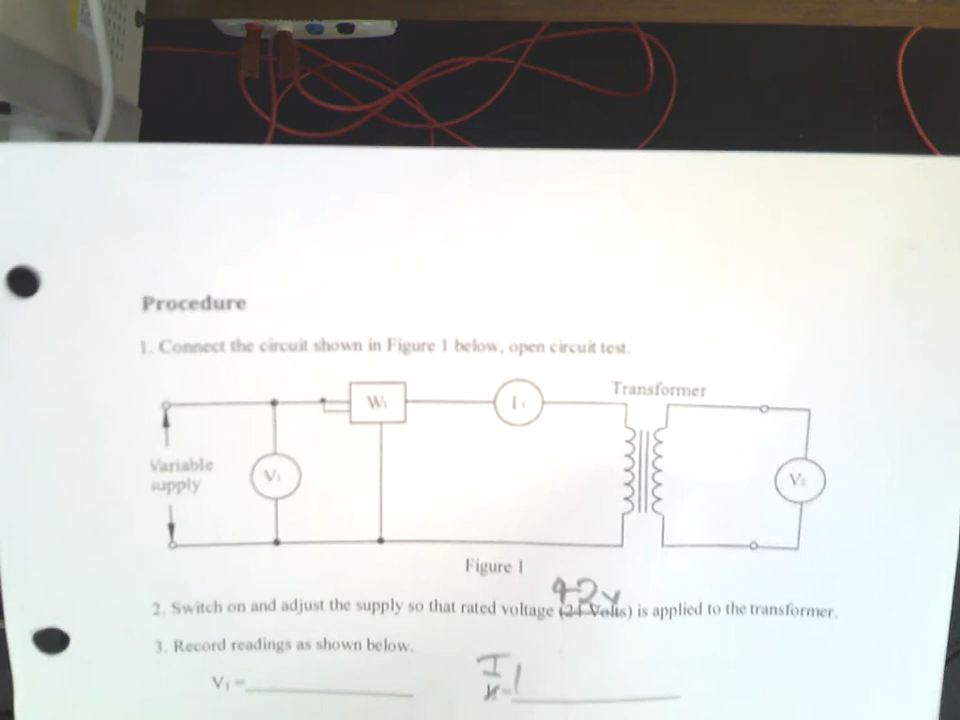 Procedure
1. Connect the circuit shown in Figure 1 below, open circuit test.
Transformer
W₁
I₁
Variable
supply
V₁
V₂
Figure 1
42v
2. Switch on and adjust the supply so that rated voltage (24 Volts) is applied to the transformer.
3. Record readings as shown below.
V₁ =
I 1